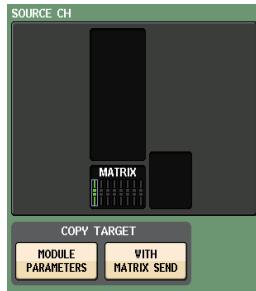 SOURCE CH
MATRIX
COPY TARGET
MODULE
PARAMETERS
WITH
MATRIX SEND